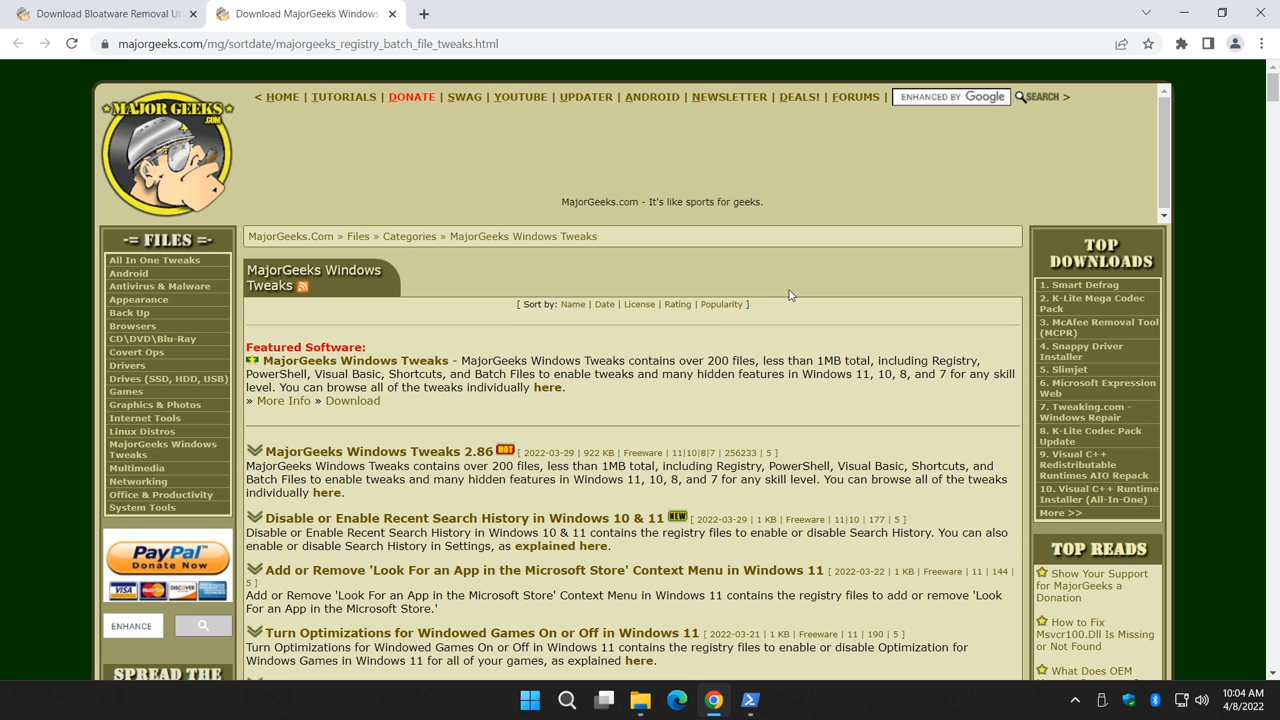 Download Bloatware Removal Ut
Download MajorGeeks Windows
majorgeeks.com/mg/sortdate/majorgeeks_registry_batch_file_tweaks.html
MAJOR GEEKS
.COM
< HOME | TUTORIALS | DONATE | SWAG | YOUTUBE | UPDATER | ANDROID | NEWSLETTER | DEALS! | FORUMS | ENHANCED BY Google SEARCH >
MajorGeeks.com - It's like sports for geeks.
-= FILES =-
All In One Tweaks
Android
Antivirus & Malware
Appearance
Back Up
Browsers
CD\DVD\Blu-Ray
Covert Ops
Drivers
Drives (SSD, HDD, USB)
Games
Graphics & Photos
Internet Tools
Linux Distros
MajorGeeks Windows
Tweaks
Multimedia
Networking
Office & Productivity
System Tools
PayPal
Donate Now
VISA
DISCOVER
ENHANCE
SPREAD THE
MajorGeeks.Com » Files » Categories » MajorGeeks Windows Tweaks
MajorGeeks Windows
Tweaks
[ Sort by: Name | Date | License | Rating | Popularity ]
Featured Software:
MajorGeeks Windows Tweaks - MajorGeeks Windows Tweaks contains over 200 files, less than 1MB total, including Registry,
PowerShell, Visual Basic, Shortcuts, and Batch Files to enable tweaks and many hidden features in Windows 11, 10, 8, and 7 for any skill
level. You can browse all of the tweaks individually here.
» More Info » Download
MajorGeeks Windows Tweaks 2.86 HOT [ 2022-03-29 | 922 KB | Freeware | 11|10|8|7 | 256233 | 5 ]
MajorGeeks Windows Tweaks contains over 200 files, less than 1MB total, including Registry, PowerShell, Visual Basic, Shortcuts, and
Batch Files to enable tweaks and many hidden features in Windows 11, 10, 8, and 7 for any skill level. You can browse all of the tweaks
individually here.
Disable or Enable Recent Search History in Windows 10 & 11 NEW [ 2022-03-29 | 1 KB | Freeware | 11|10 | 177 | 5 ]
Disable or Enable Recent Search History in Windows 10 & 11 contains the registry files to enable or disable Search History. You can also
enable or disable Search History in Settings, as explained here.
Add or Remove 'Look For an App in the Microsoft Store' Context Menu in Windows 11 [ 2022-03-22 | 1 KB | Freeware | 11 | 144 |
5 ]
Add or Remove 'Look For an App in the Microsoft Store' Context Menu in Windows 11 contains the registry files to add or remove 'Look
For an App in the Microsoft Store.'
Turn Optimizations for Windowed Games On or Off in Windows 11 [ 2022-03-21 | 1 KB | Freeware | 11 | 190 | 5 ]
Turn Optimizations for Windowed Games On or Off in Windows 11 contains the registry files to enable or disable Optimization for
Windows Games in Windows 11 for all of your games, as explained here.
TOP
DOWNLOADS
1. Smart Defrag
2. K-Lite Mega Codec
Pack
3. McAfee Removal Tool
(MCPR)
4. Snappy Driver
Installer
5. Slimjet
6. Microsoft Expression
Web
7. Tweaking.com -
Windows Repair
8. K-Lite Codec Pack
Update
9. Visual C++
Redistributable
Runtimes AIO Repack
10. Visual C++ Runtime
Installer (All-In-One)
More >>
TOP READS
Show Your Support
for MajorGeeks a
Donation
How to Fix
Msvcr100.Dll Is Missing
or Not Found
What Does OEM
10:04 AM
4/8/2022